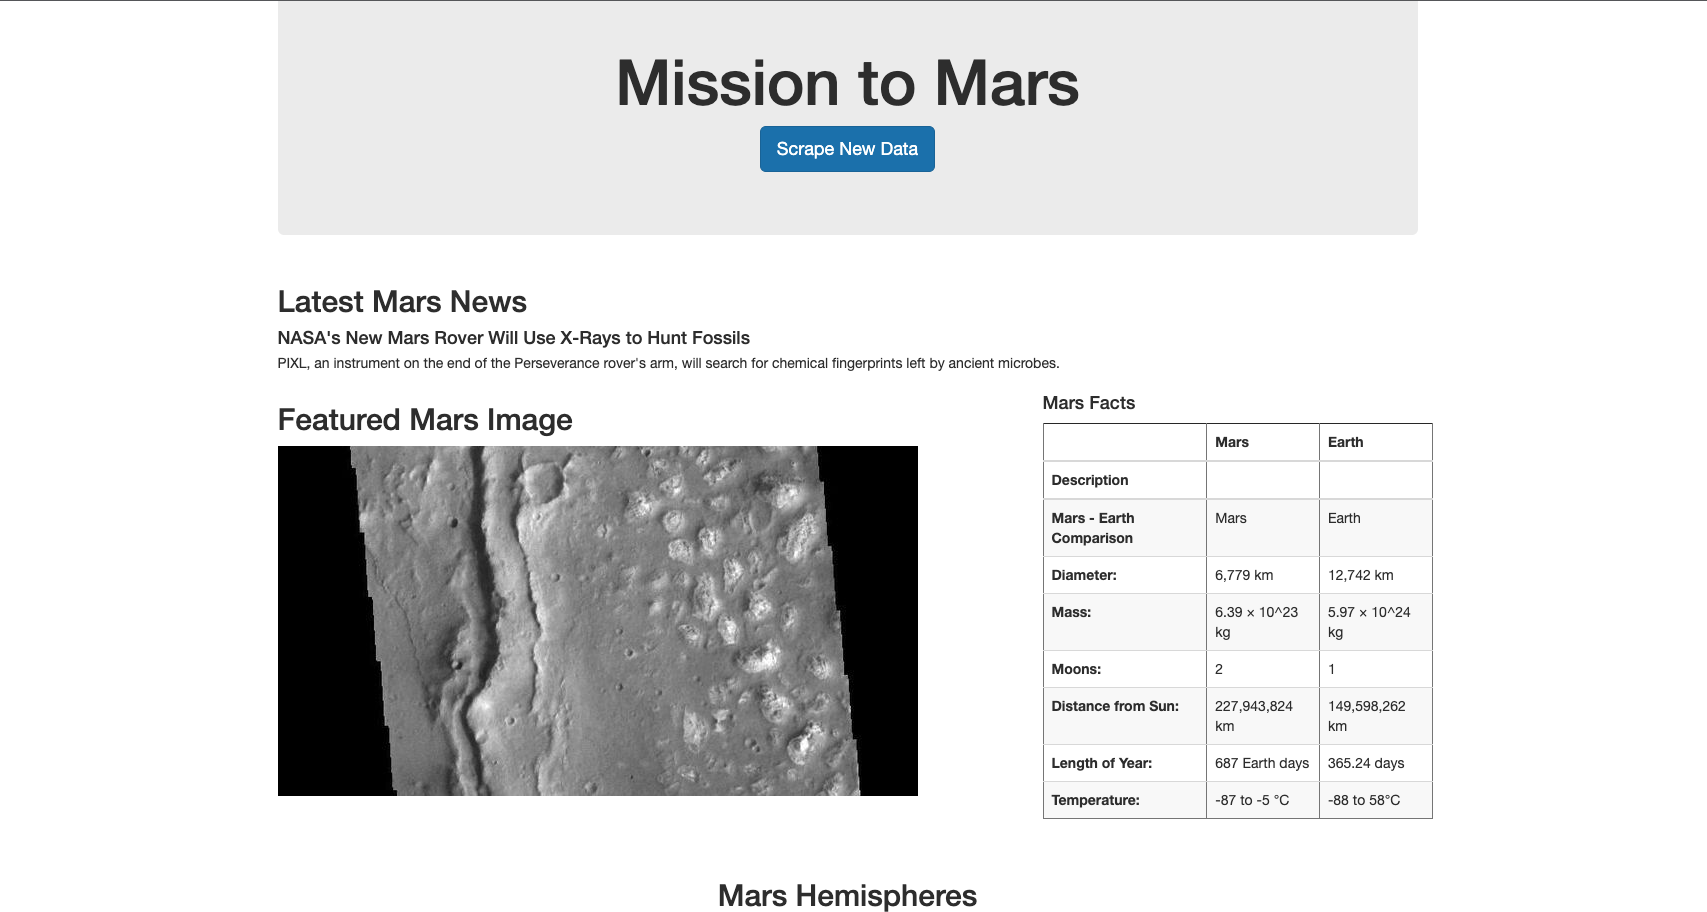 Mission to Mars
Scrape New Data
Latest Mars News
NASA's New Mars Rover Will Use X-Rays to Hunt Fossils
PIXL, an instrument on the end of the Perseverance rover's arm, will search for chemical fingerprints left by ancient microbes.
Featured Mars Image
Mars Facts
Mars Earth
Description
Mars - Earth Comparison Mars Earth
Diameter: 6,779 km 12,742 km
Mass: 6.39 × 10^23 kg 5.97 × 10^24 kg
Moons: 2 1
Distance from Sun: 227,943,824 km 149,598,262 km
Length of Year: 687 Earth days 365.24 days
Temperature: -87 to -5 °C -88 to 58°C
Mars Hemispheres